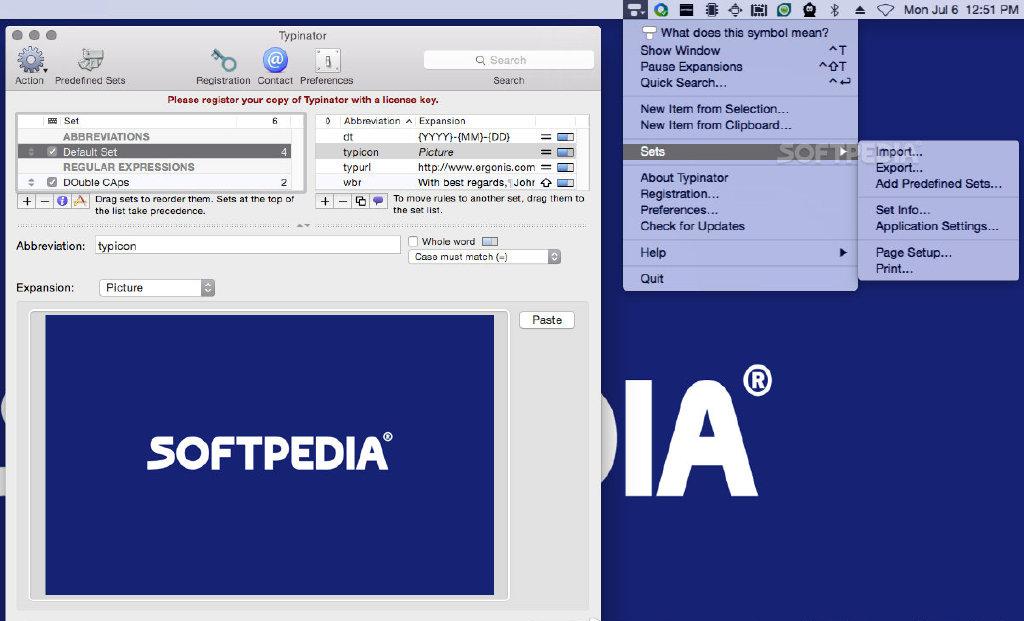 Mon Jul 6 12:51 PM
Typinator
Action
Predefined Sets
Registration
Contact
Preferences
Search
Search
Please register your copy of Typinator with a license key.
Set 6
ABBREVIATIONS
Default Set 4
REGULAR EXPRESSIONS
DOuble CAps 2
Drag sets to reorder them. Sets at the top
of the list take precedence.
Abbreviation Expansion
dt {YYYY}-{MM}-{DD}
typicon Picture
typurl http://www.ergonis.com
wbr With best regards,¶ John
To move rules to another set, drag them to
the set list.
Abbreviation: typicon
Whole word
Case must match (=)
Expansion: Picture
Paste
SOFTPEDIA®
What does this symbol mean?
Show Window ^T
Pause Expansions ^⇧T
Quick Search... ^↩
New Item from Selection...
New Item from Clipboard...
Sets
About Typinator
Registration...
Preferences...
Check for Updates
Help
Quit
SOFTPEDIA
Import...
Export...
Add Predefined Sets...
Set Info...
Application Settings...
Page Setup...
Print...
DIA®